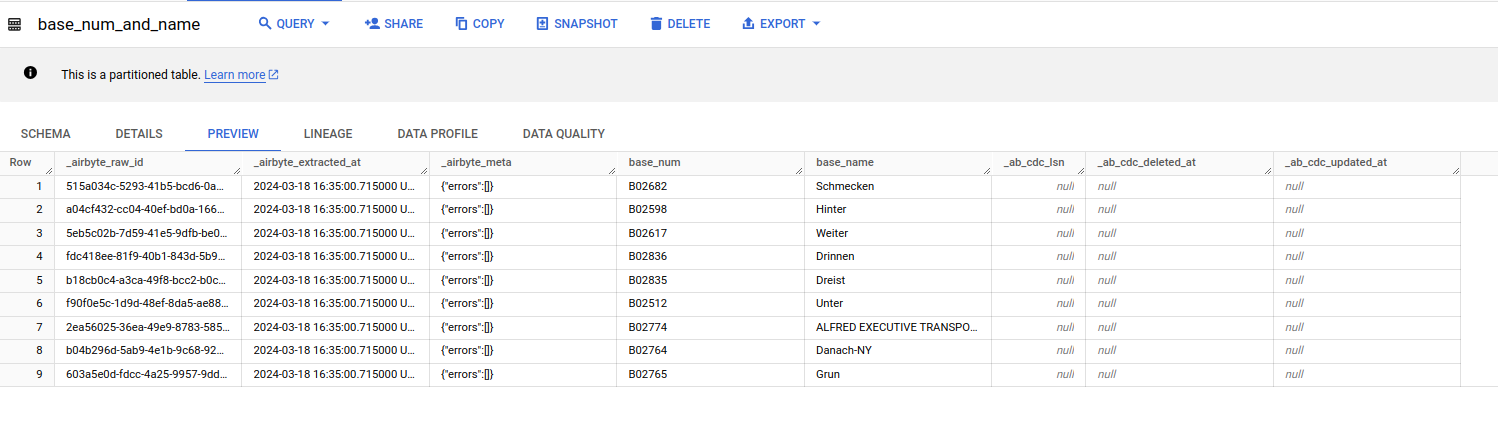 base_num_and_name QUERY SHARE COPY SNAPSHOT DELETE EXPORT
This is a partitioned table. Learn more
SCHEMA DETAILS PREVIEW LINEAGE DATA PROFILE DATA QUALITY
Row _airbyte_raw_id _airbyte_extracted_at _airbyte_meta base_num base_name _ab_cdc_lsn _ab_cdc_deleted_at _ab_cdc_updated_at
1 515a034c-5293-41b5-bcd6-0a... 2024-03-18 16:35:00.715000 U... {"errors":[]} B02682 Schmecken null null null
2 a04cf432-cc04-40ef-bd0a-166... 2024-03-18 16:35:00.715000 U... {"errors":[]} B02598 Hinter null null null
3 5eb5c02b-7d59-41e5-9dfb-be0... 2024-03-18 16:35:00.715000 U... {"errors":[]} B02617 Weiter null null null
4 fdc418ee-81f9-40b1-843d-5b9... 2024-03-18 16:35:00.715000 U... {"errors":[]} B02836 Drinnen null null null
5 b18cb0c4-a3ca-49f8-bcc2-b0c... 2024-03-18 16:35:00.715000 U... {"errors":[]} B02835 Dreist null null null
6 f90f0e5c-1d9d-48ef-8da5-ae88... 2024-03-18 16:35:00.715000 U... {"errors":[]} B02512 Unter null null null
7 2ea56025-36ea-49e9-8783-585... 2024-03-18 16:35:00.715000 U... {"errors":[]} B02774 ALFRED EXECUTIVE TRANSPO... null null null
8 b04b296d-5ab9-4e1b-9c68-92... 2024-03-18 16:35:00.715000 U... {"errors":[]} B02764 Danach-NY null null null
9 603a5e0d-fdcc-4a25-9957-9dd... 2024-03-18 16:35:00.715000 U... {"errors":[]} B02765 Grun null null null